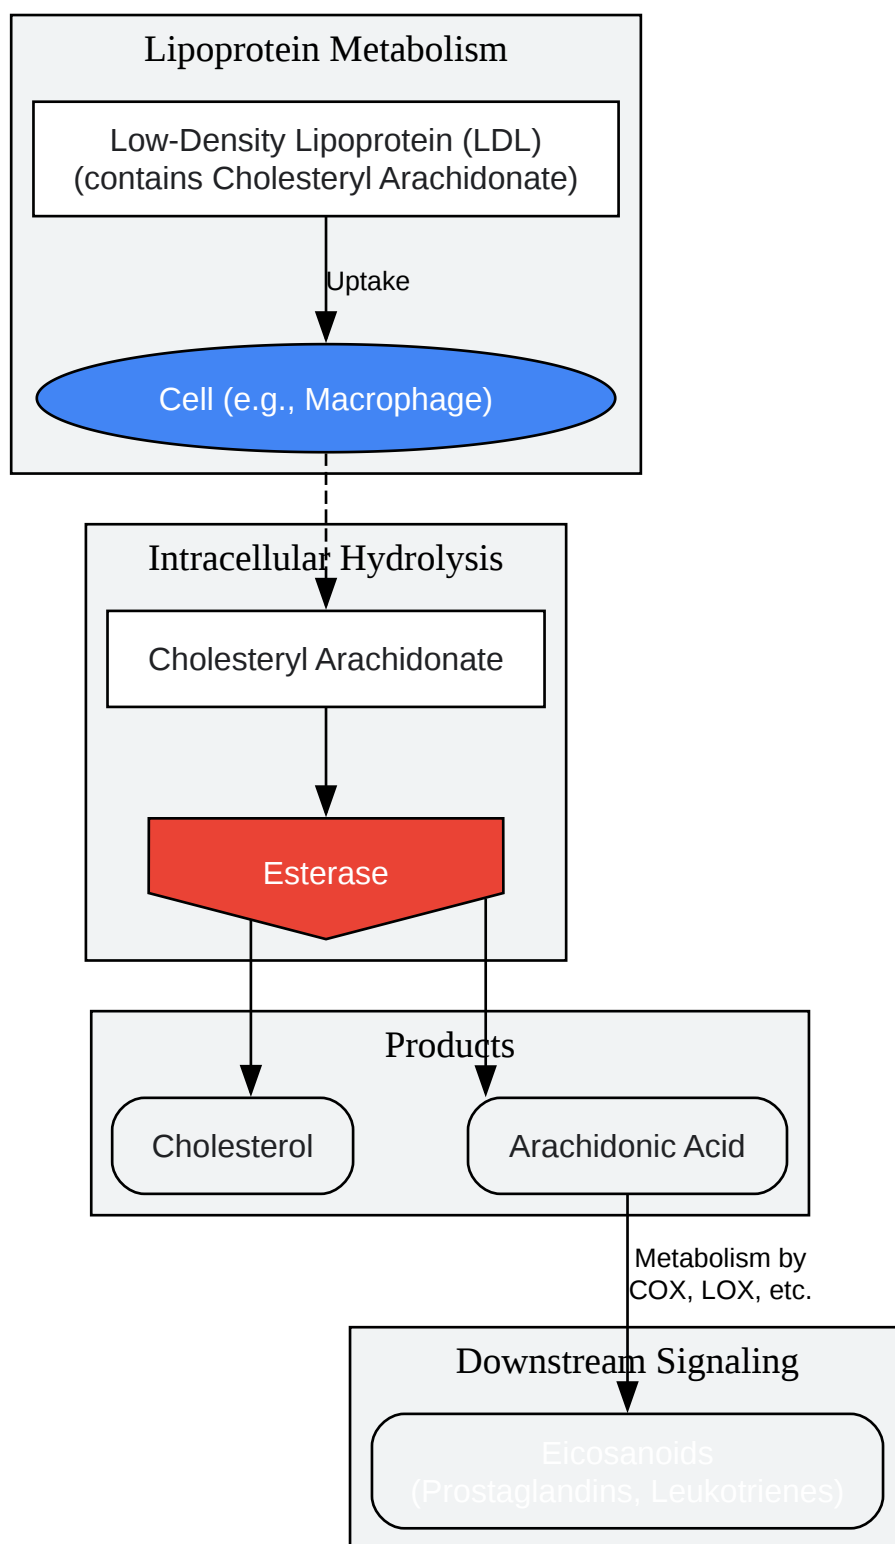 Lipoprotein Metabolism
Low-Density Lipoprotein (LDL)
(contains Cholesteryl Arachidonate)
Uptake
Cell (e.g., Macrophage)
Intracellular Hydrolysis
Cholesteryl Arachidonate
Esterase
Products
Cholesterol
Arachidonic Acid
Metabolism by
COX, LOX, etc.
Downstream Signaling
Eicosanoids
(Prostaglandins, Leukotrienes)